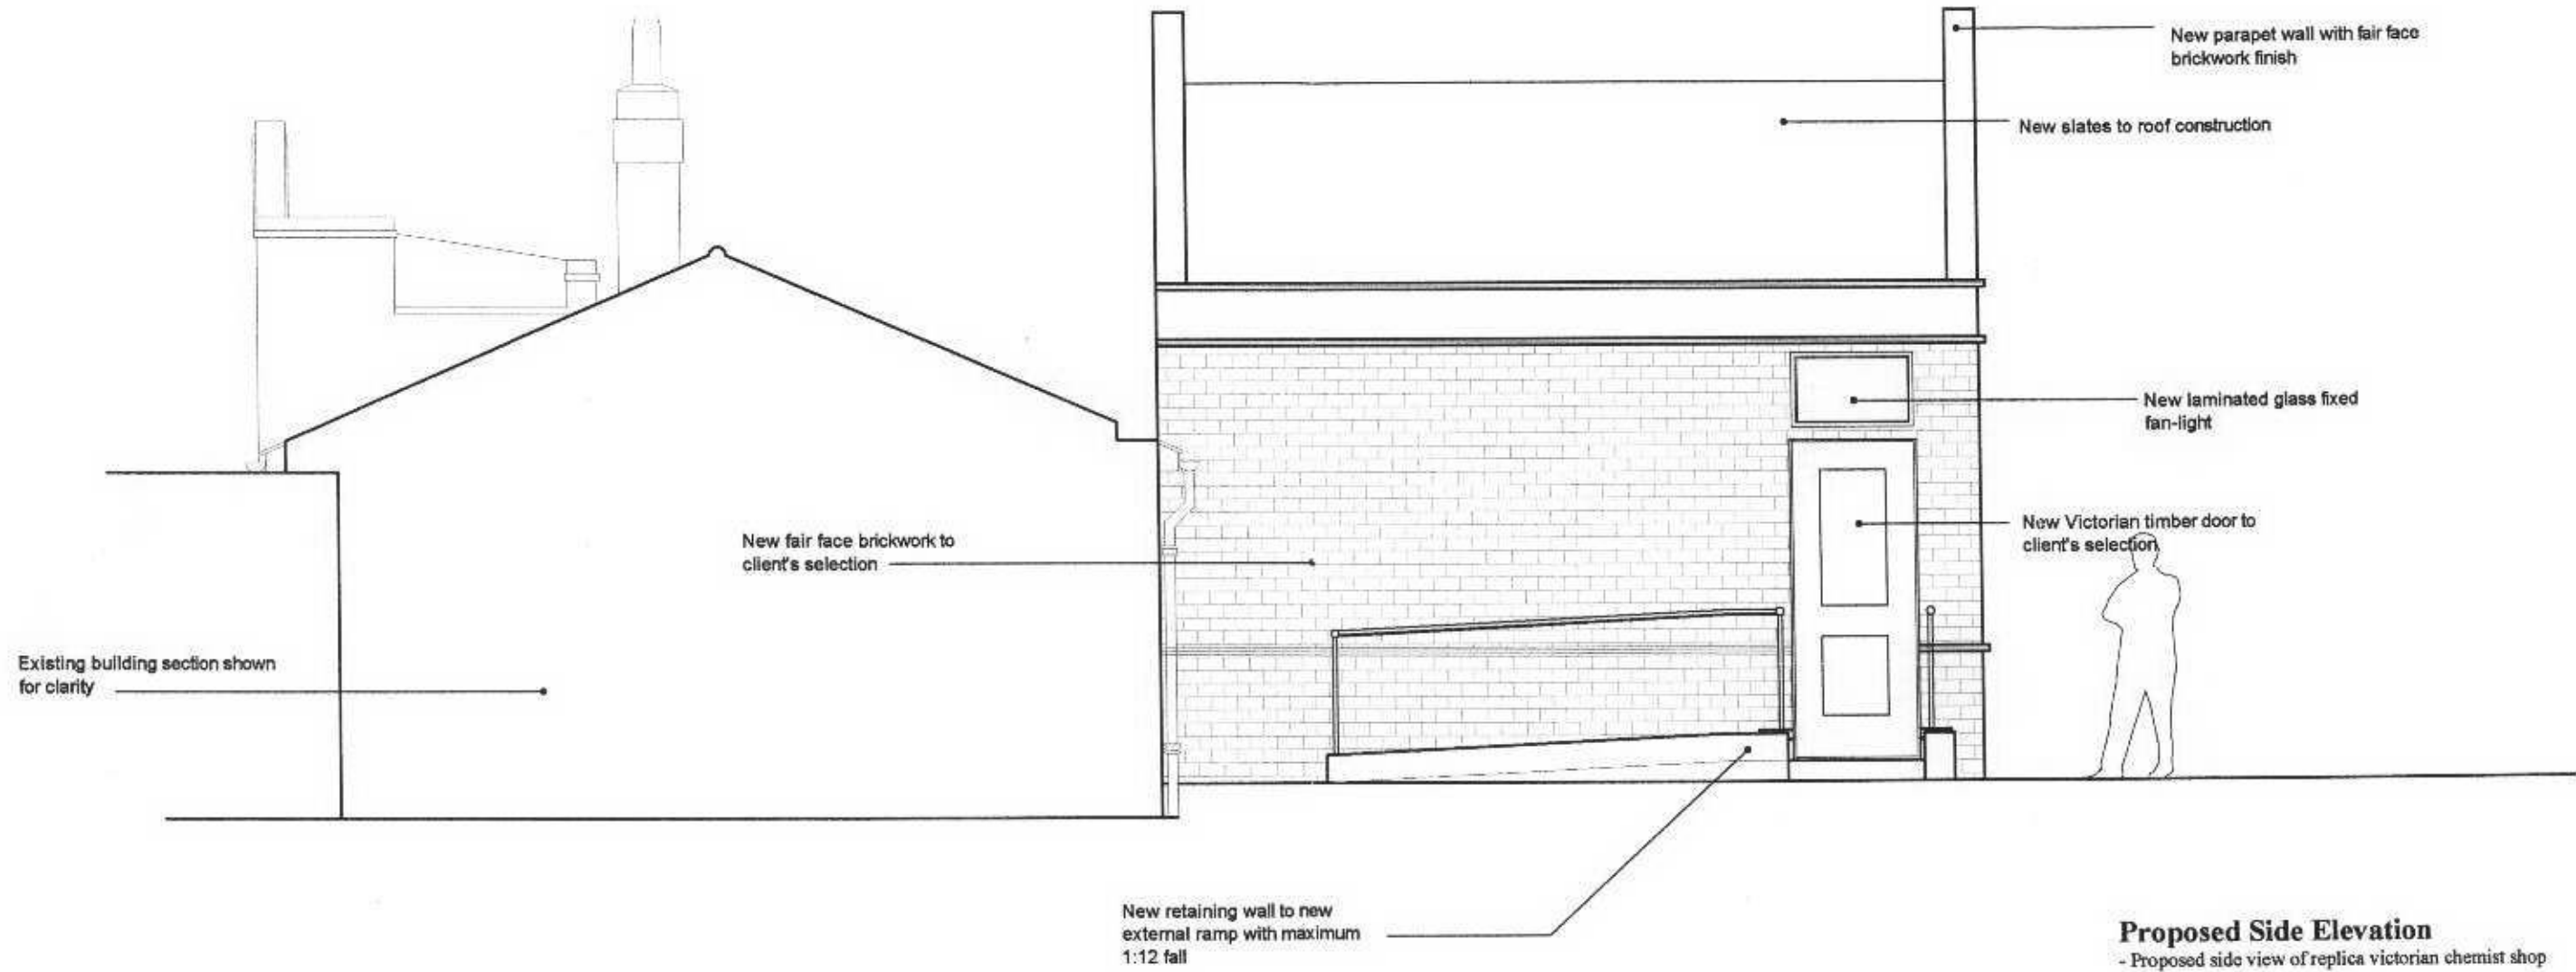 New parapet wall with fair face
brickwork finish
New slates to roof construction
New laminated glass fixed
fan-light
New Victorian timber door to
client's selection
New fair face brickwork to
client's selection
Existing building section shown
for clarity
New retaining wall to new
external ramp with maximum
1:12 fall
Proposed Side Elevation
- Proposed side view of replica victorian chemist shop